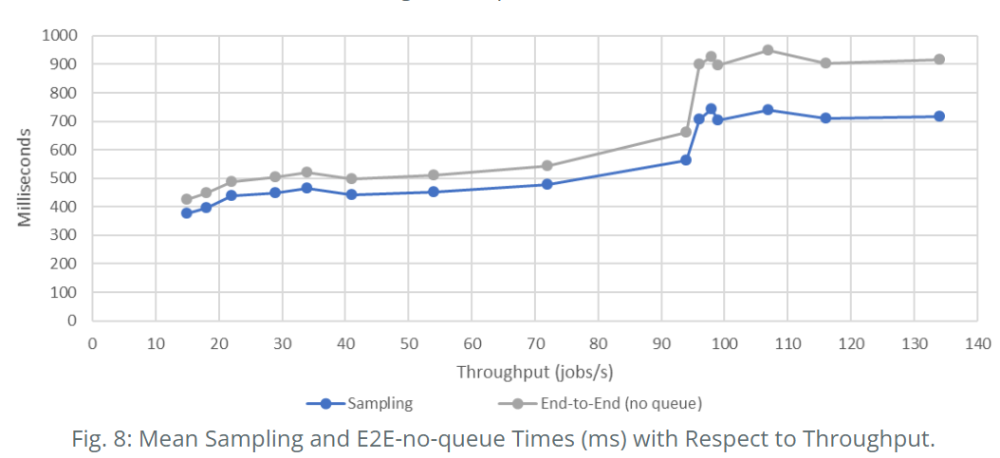 1000
900
800
700
600
500
400
300
200
100
0
Milliseconds
0 10 20 30 40 50 60 70 80 90 100 110 120 130 140
Throughput (jobs/s)
Sampling End-to-End (no queue)
Fig. 8: Mean Sampling and E2E-no-queue Times (ms) with Respect to Throughput.